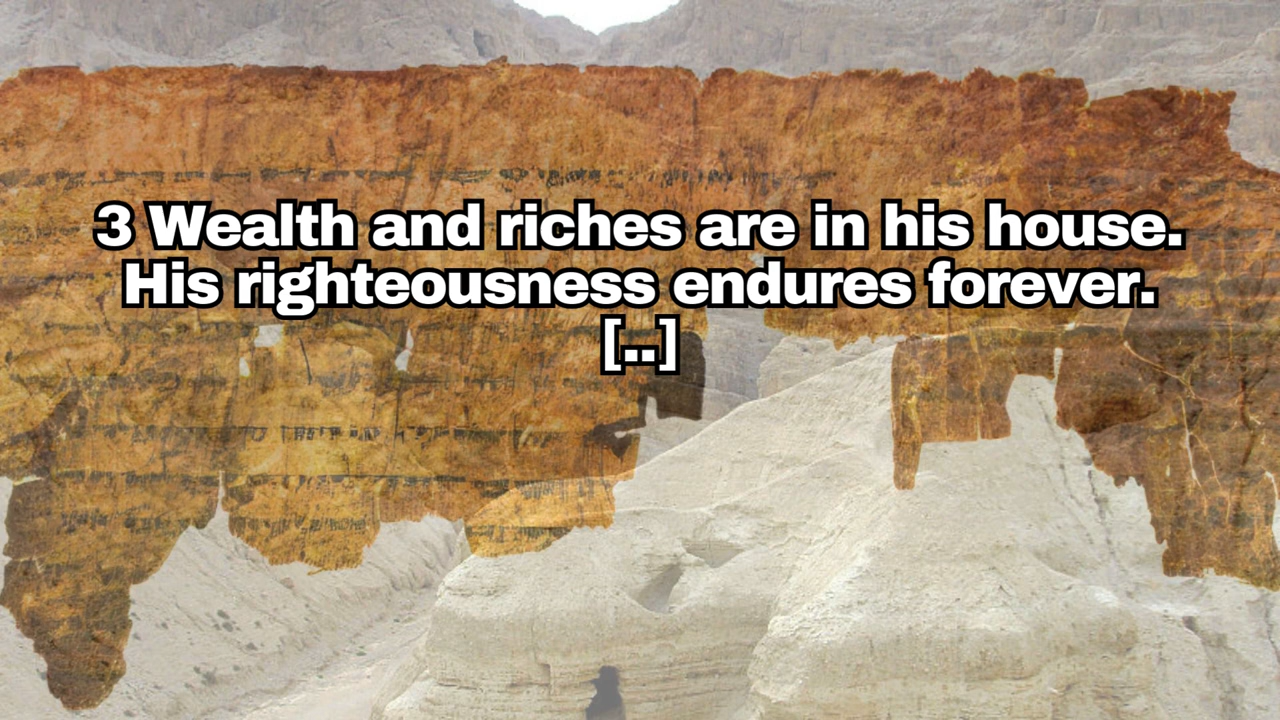 3 Wealth and riches are in his house.
His righteousness endures forever.
[..]